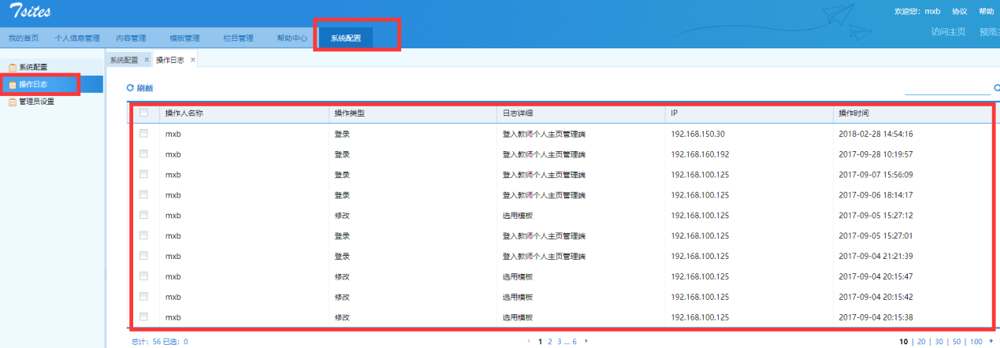 Tsites
欢迎您：mxb 协议 帮助
访问主页 预览主
我的首页 个人信息管理 内容管理 模板管理 栏目管理 帮助中心 系统配置
系统配置
操作日志
管理员设置
系统配置 × 操作日志 ×
刷新
操作人名称 操作类型 日志详细 IP 操作时间
mxb 登录 登入教师个人主页管理端 192.168.150.30 2018-02-28 14:54:16
mxb 登录 登入教师个人主页管理端 192.168.160.192 2017-09-28 10:19:57
mxb 登录 登入教师个人主页管理端 192.168.100.125 2017-09-07 15:56:09
mxb 登录 登入教师个人主页管理端 192.168.100.125 2017-09-06 18:14:17
mxb 修改 选用模板 192.168.100.125 2017-09-05 15:27:12
mxb 登录 登入教师个人主页管理端 192.168.100.125 2017-09-05 15:27:01
mxb 登录 登入教师个人主页管理端 192.168.100.125 2017-09-04 21:21:39
mxb 修改 选用模板 192.168.100.125 2017-09-04 20:15:47
mxb 修改 选用模板 192.168.100.125 2017-09-04 20:15:42
mxb 修改 选用模板 192.168.100.125 2017-09-04 20:15:38
总计：56 已选：0 1 2 3 ... 6 10 | 20 | 30 | 50 | 100